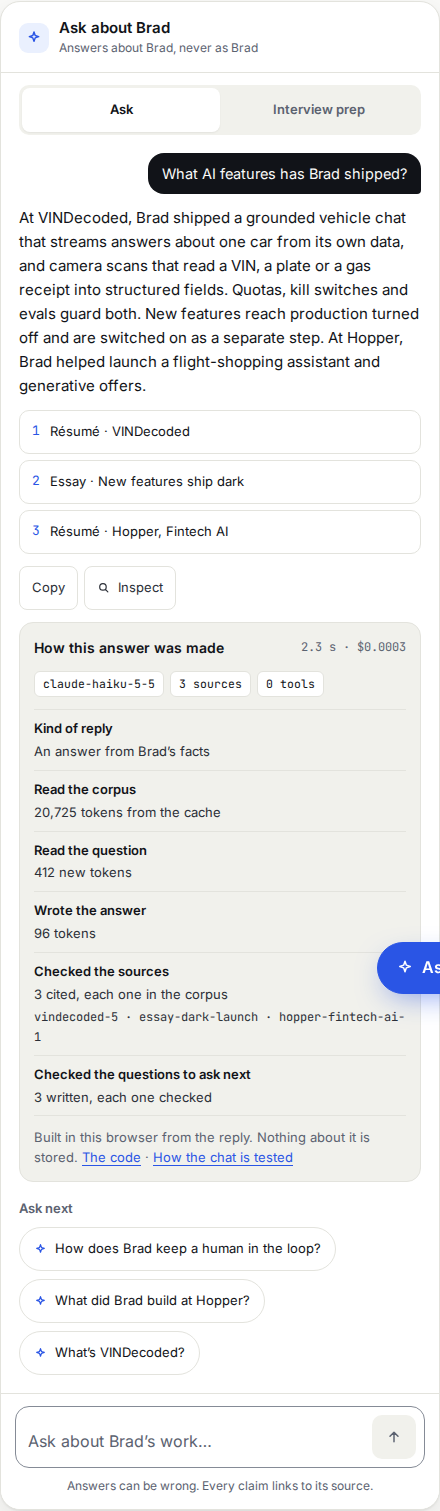 Ask about Brad
Answers about Brad, never as Brad
Ask
Interview prep
What AI features has Brad shipped?
At VINDecoded, Brad shipped a grounded vehicle chat
that streams answers about one car from its own data,
and camera scans that read a VIN, a plate or a gas
receipt into structured fields. Quotas, kill switches and
evals guard both. New features reach production turned
off and are switched on as a separate step. At Hopper,
Brad helped launch a flight-shopping assistant and
generative offers.
1 Résumé · VINDecoded
2 Essay · New features ship dark
3 Résumé · Hopper, Fintech AI
Copy
Inspect
How this answer was made
2.3 s · $0.0003
claude-haiku-5-5
3 sources
0 tools
Kind of reply
An answer from Brad’s facts
Read the corpus
20,725 tokens from the cache
Read the question
412 new tokens
Wrote the answer
96 tokens
As
Checked the sources
3 cited, each one in the corpus
vindecoded-5 · essay-dark-launch · hopper-fintech-ai-
1
Checked the questions to ask next
3 written, each one checked
Built in this browser from the reply. Nothing about it is
stored. The code · How the chat is tested
Ask next
How does Brad keep a human in the loop?
What did Brad build at Hopper?
What’s VINDecoded?
Ask about Brad’s work…
Answers can be wrong. Every claim links to its source.